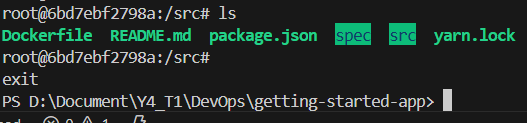 root@6bd7ebf2798a:/src# ls
Dockerfile README.md package.json spec src yarn.lock
root@6bd7ebf2798a:/src#
exit
PS D:\Document\Y4_T1\DevOps\getting-started-app>